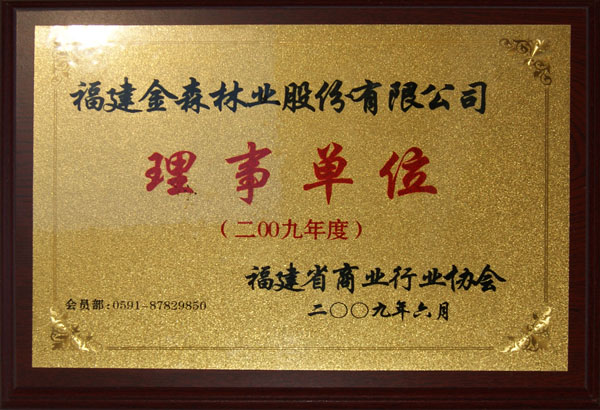 福建金森林业股份有限公司
理事单位
（二00九年度）
福建省商业行业协会
会员部:0591-87829850
二〇〇九年六月